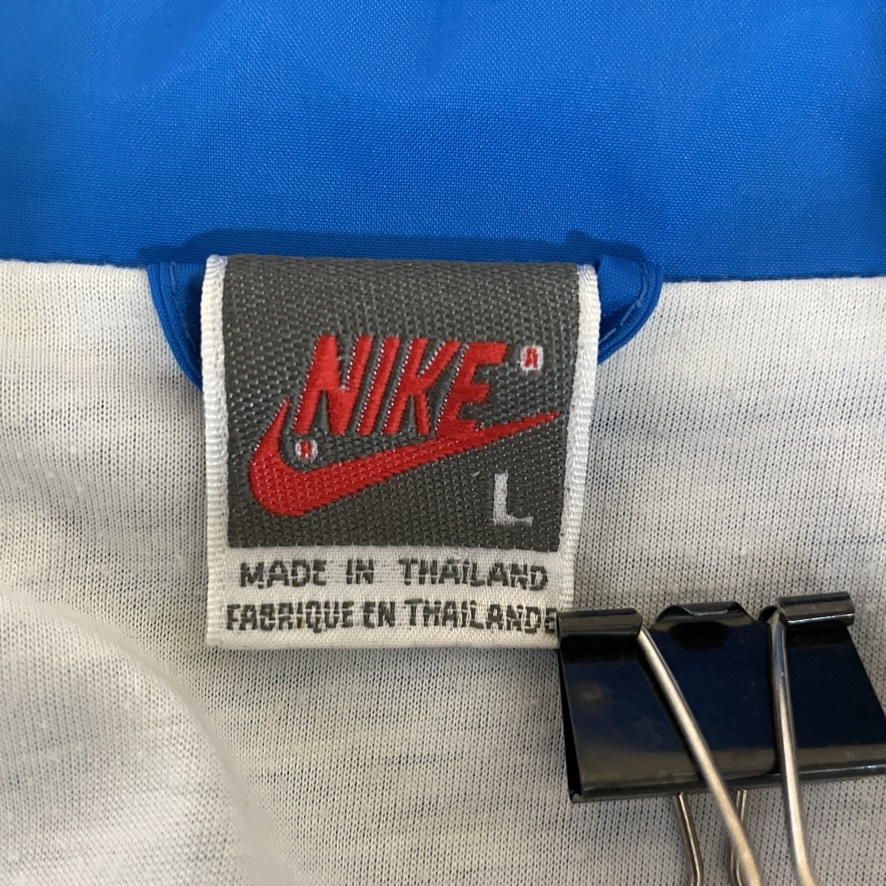 NIKE ®
®
L
MADE IN THAILAND
FABRIQUE EN THAILANDE